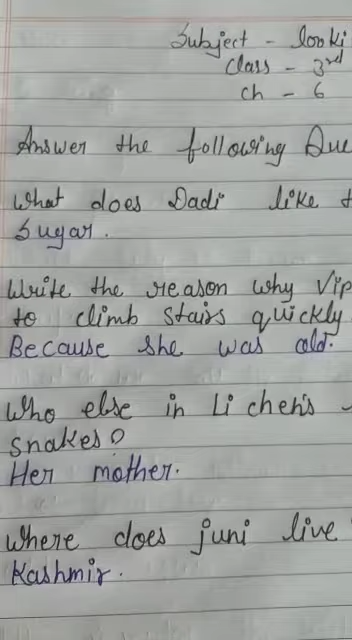 Subject - looki
Class - 3rd
ch - 6
Answer the following Que
What does Dadi like t
Sugar.
Write the reason why Vip
to climb stairs quickly
Because she was old.
Who else in Li chen's
snakes?
Her mother.
Where does juni live
Kashmir.